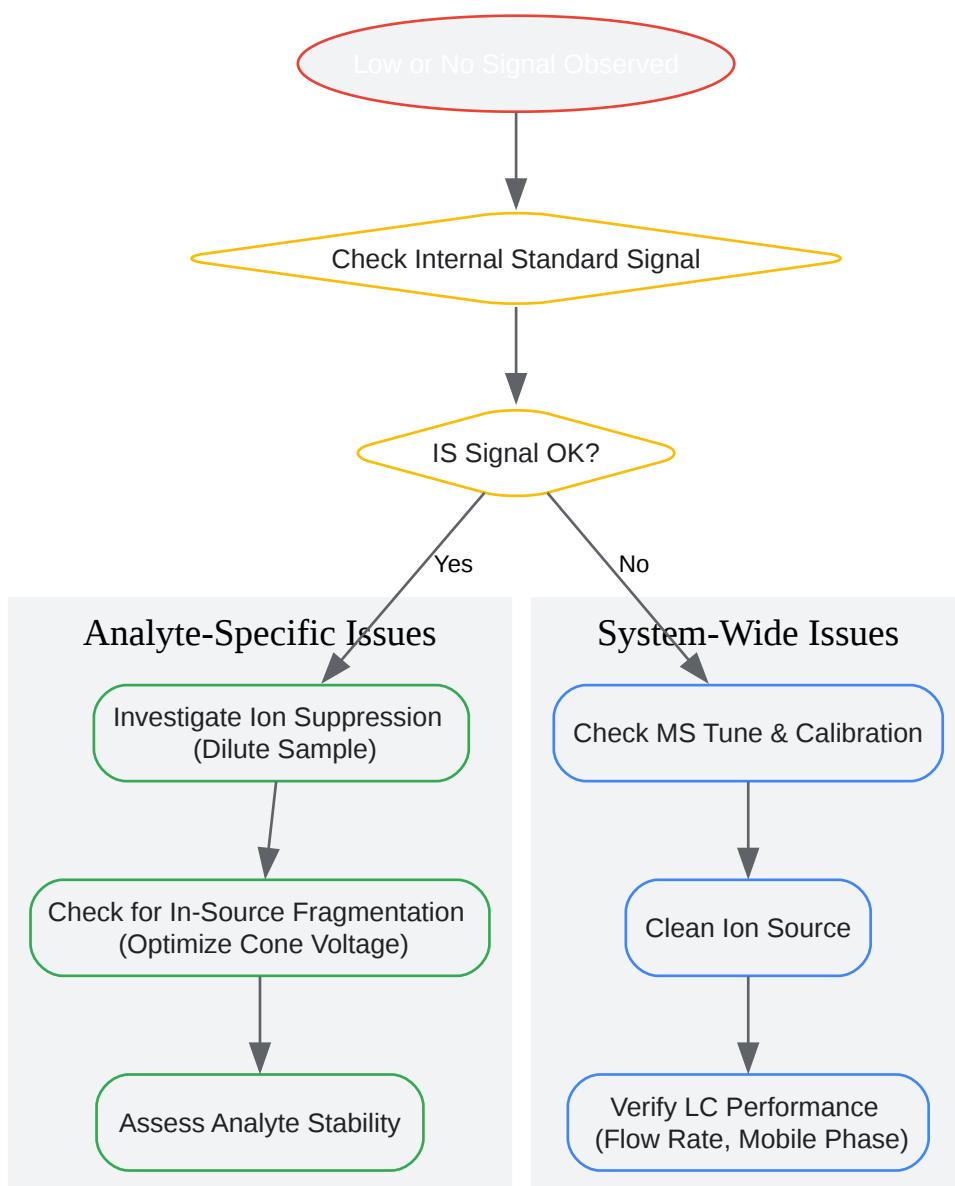 Low or No Signal Observed
Check Internal Standard Signal
IS Signal OK?
Yes
No
Analyte-Specific Issues
Investigate Ion Suppression
(Dilute Sample)
Check for In-Source Fragmentation
(Optimize Cone Voltage)
Assess Analyte Stability
System-Wide Issues
Check MS Tune & Calibration
Clean Ion Source
Verify LC Performance
(Flow Rate, Mobile Phase)